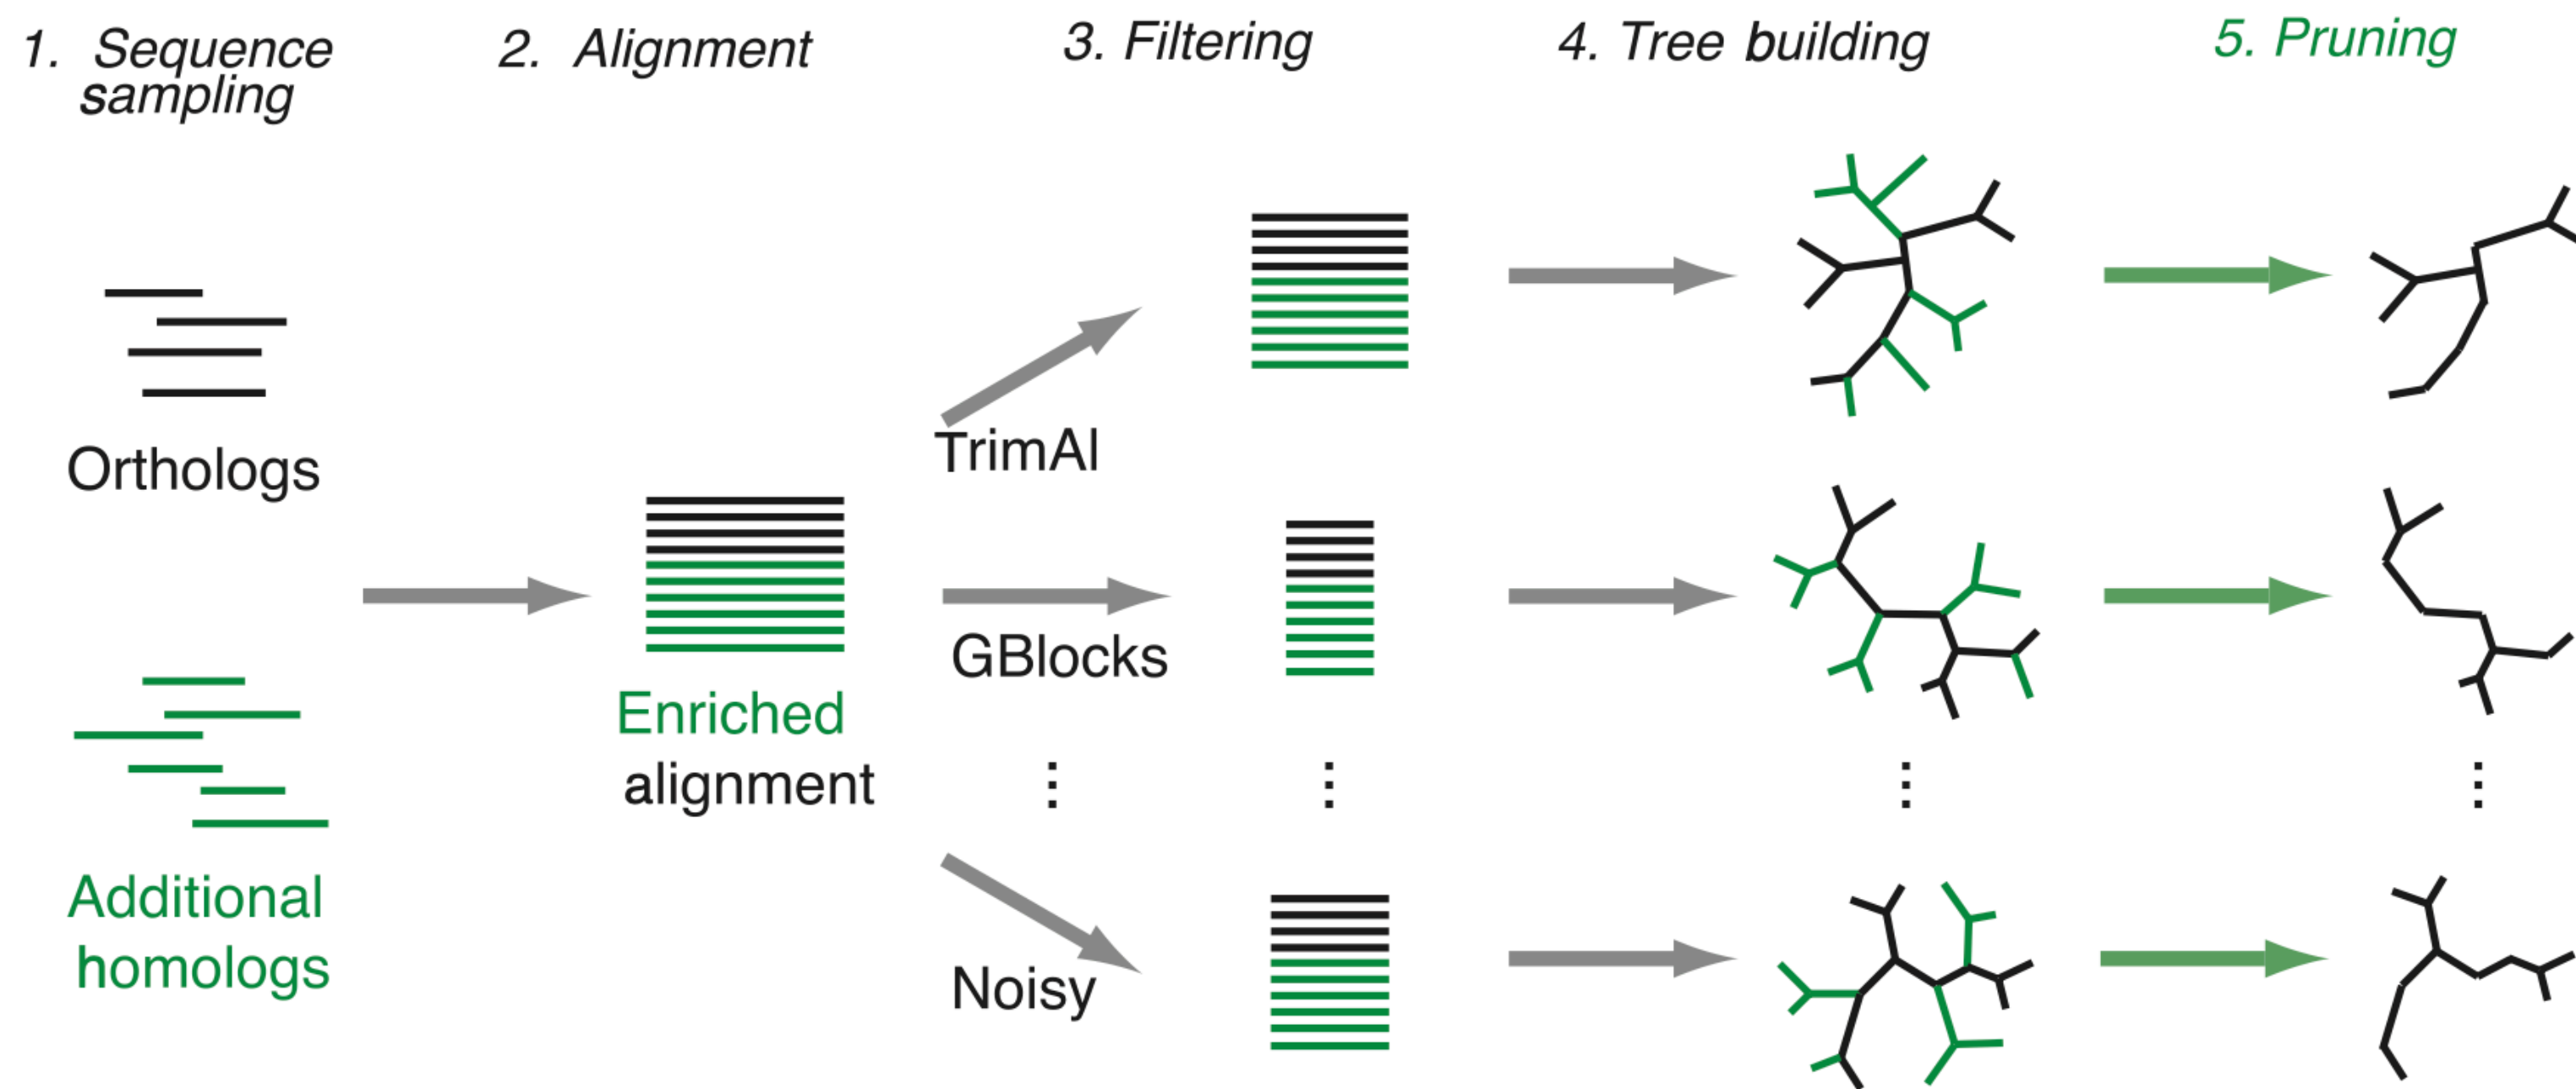 1. Sequence
sampling
2. Alignment
3. Filtering
4. Tree building
5. Pruning
Orthologs
Additional
homologs
Enriched
alignment
TrimAl
GBlocks
Noisy